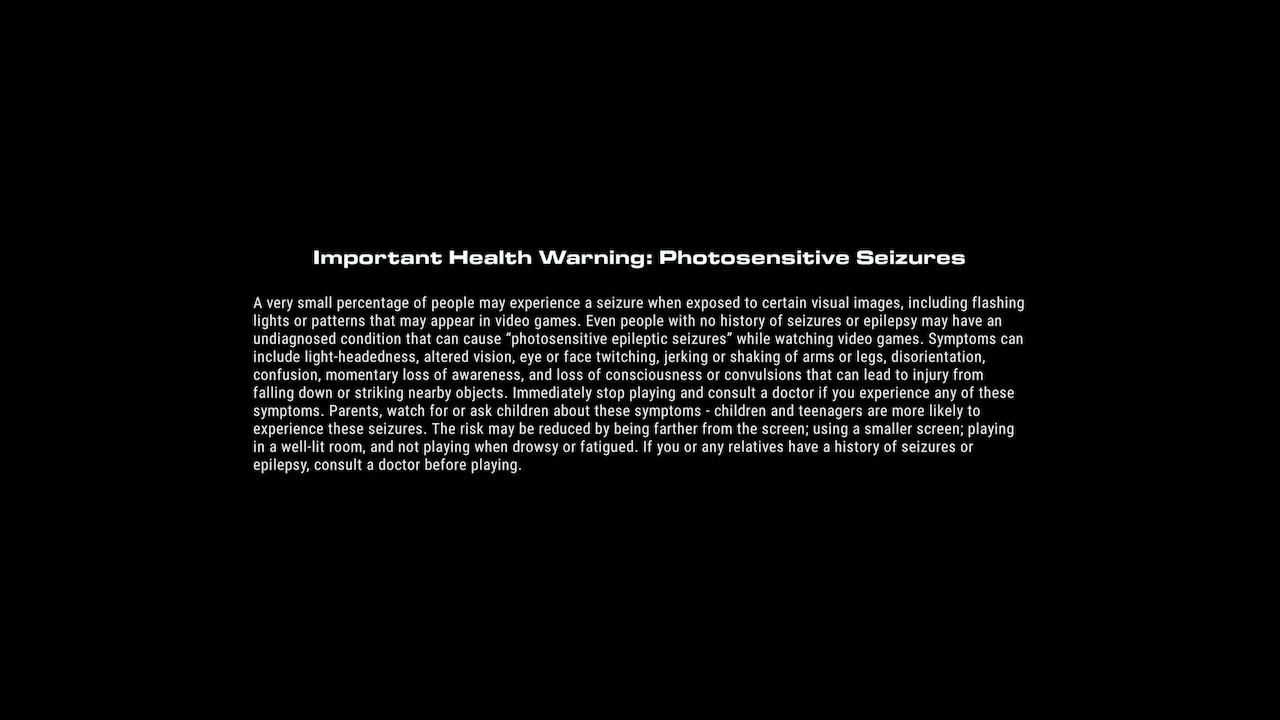 Important Health Warning: Photosensitive Seizures
A very small percentage of people may experience a seizure when exposed to certain visual images, including flashing
lights or patterns that may appear in video games. Even people with no history of seizures or epilepsy may have an
undiagnosed condition that can cause “photosensitive epileptic seizures” while watching video games. Symptoms can
include light-headedness, altered vision, eye or face twitching, jerking or shaking of arms or legs, disorientation,
confusion, momentary loss of awareness, and loss of consciousness or convulsions that can lead to injury from
falling down or striking nearby objects. Immediately stop playing and consult a doctor if you experience any of these
symptoms. Parents, watch for or ask children about these symptoms - children and teenagers are more likely to
experience these seizures. The risk may be reduced by being farther from the screen; using a smaller screen; playing
in a well-lit room, and not playing when drowsy or fatigued. If you or any relatives have a history of seizures or
epilepsy, consult a doctor before playing.